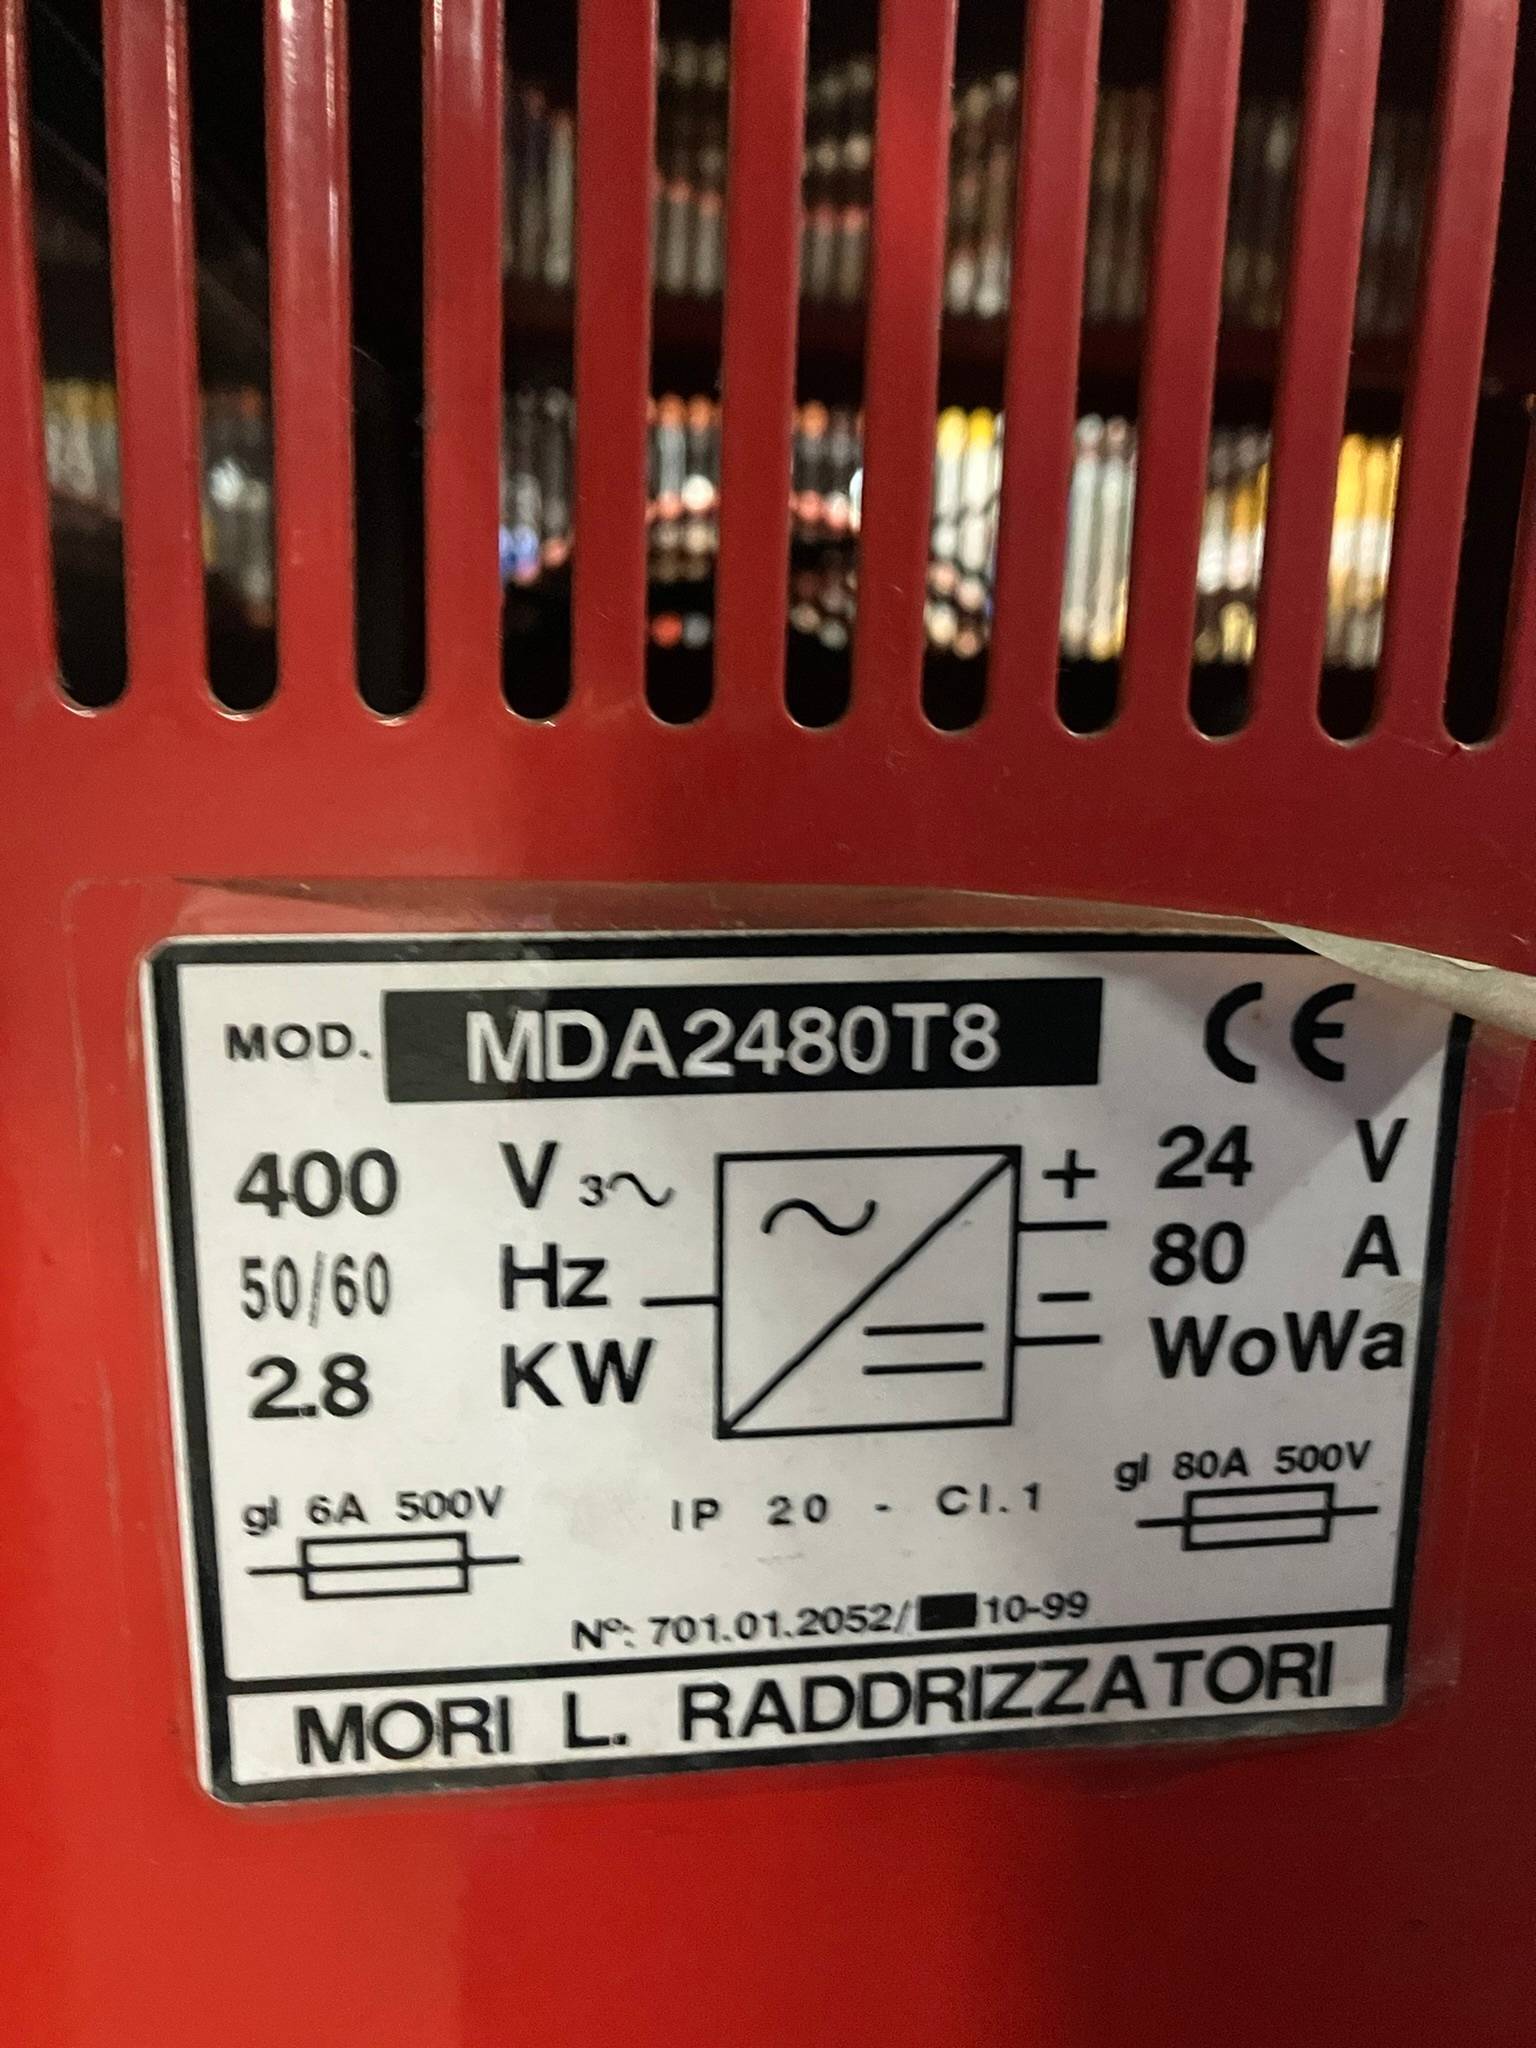 MOD. MDA2480T8 CE
400 V 3~ + 24 V
50/60 Hz 80 A
2.8 KW - WoWa
gl 6A 500V IP 20 - Cl.1 gl 80A 500V
Nº: 701.01.2052/ 10-99
MORI L. RADDRIZZATORI